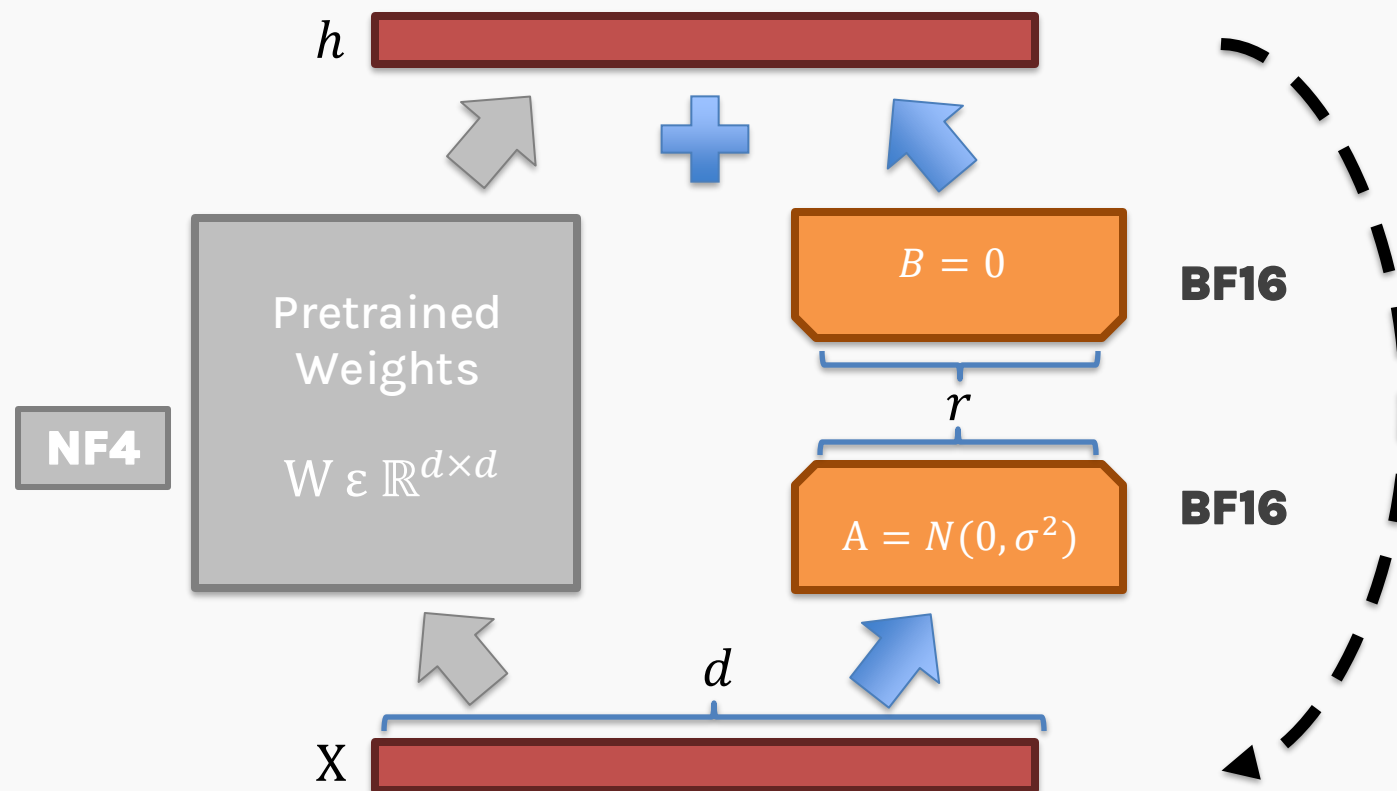 h
B = 0
BF16
Pretrained
Weights
r
NF4
W ε ℝ^{d×d}
A = N(0, σ²)
BF16
d
X